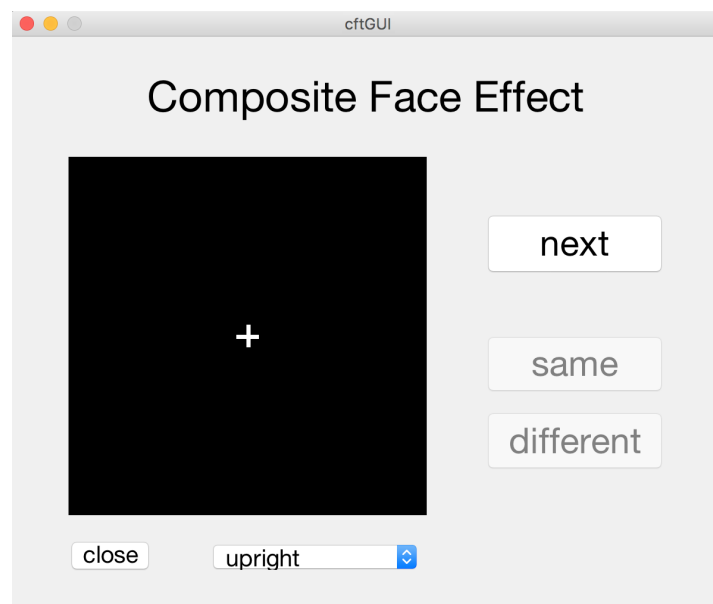 cftGUI
Composite Face Effect
next
same
different
close
upright